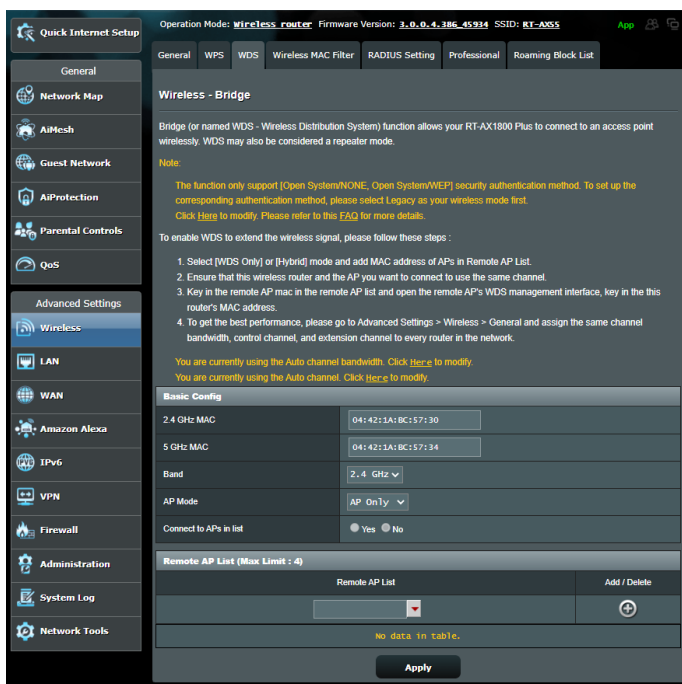 Quick Internet Setup
General
Network Map
AiMesh
Guest Network
AiProtection
Parental Controls
QoS
Advanced Settings
Wireless
LAN
WAN
Amazon Alexa
IPv6
VPN
Firewall
Administration
System Log
Network Tools
Operation Mode: Wireless router Firmware Version: 3.0.0.4.386_45934 SSID: RT-AX55 App
General WPS WDS Wireless MAC Filter RADIUS Setting Professional Roaming Block List
Wireless - Bridge
Bridge (or named WDS - Wireless Distribution System) function allows your RT-AX1800 Plus to connect to an access point
wirelessly. WDS may also be considered a repeater mode.
Note:
The function only support [Open System/NONE, Open System/WEP] security authentication method. To set up the
corresponding authentication method, please select Legacy as your wireless mode first.
Click Here to modify. Please refer to this FAQ for more details.
To enable WDS to extend the wireless signal, please follow these steps :
1. Select [WDS Only] or [Hybrid] mode and add MAC address of APs in Remote AP List.
2. Ensure that this wireless router and the AP you want to connect to use the same channel.
3. Key in the remote AP mac in the remote AP list and open the remote AP's WDS management interface, key in the this
router's MAC address.
4. To get the best performance, please go to Advanced Settings > Wireless > General and assign the same channel
bandwidth, control channel, and extension channel to every router in the network.
You are currently using the Auto channel bandwidth. Click Here to modify.
You are currently using the Auto channel. Click Here to modify.
Basic Config
2.4 GHz MAC 04:42:1A:BC:57:30
5 GHz MAC 04:42:1A:BC:57:34
Band 2.4 GHz
AP Mode AP Only
Connect to APs in list Yes No
Remote AP List (Max Limit : 4)
Remote AP List Add / Delete
No data in table.
Apply